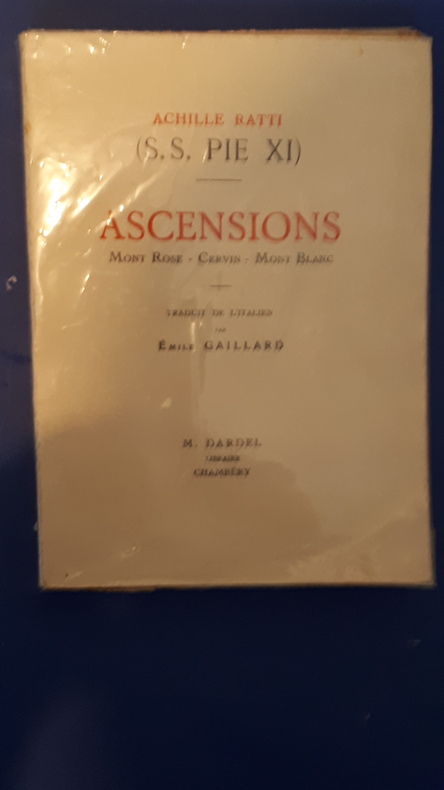 ACHILLE RATTI
(S. S. PIE XI)
ASCENSIONS
MONT ROSE - CERVIN - MONT BLANC
TRADUIT DE L'ITALIEN
PAR
ÉMILE GAILLARD
M. DARDEL
LIBRAIRE
CHAMBÉRY